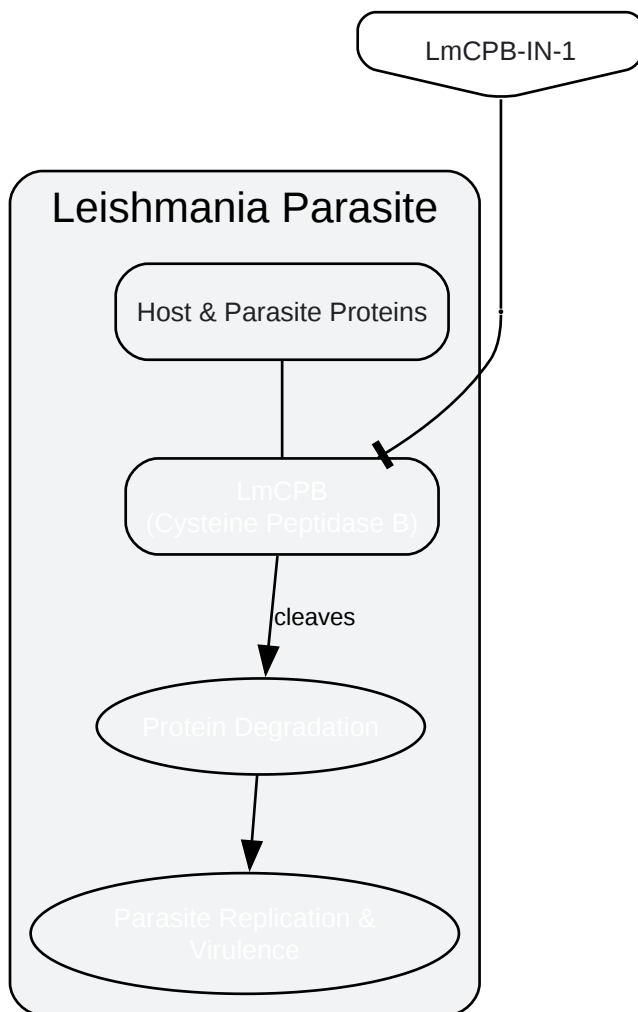 LmCPB-IN-1
Leishmania Parasite
Host & Parasite Proteins
LmCPB
(Cysteine Peptidase B)
cleaves
Protein Degradation
Parasite Replication &
Virulence